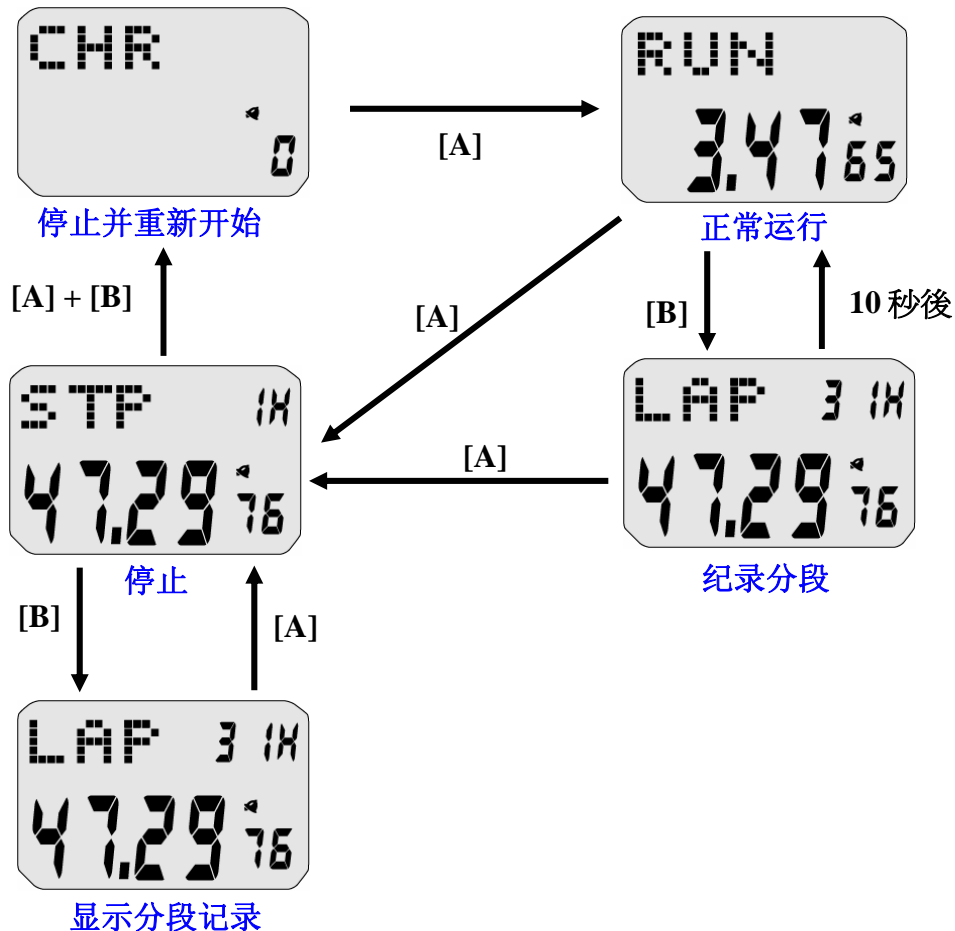 CHR
0
停止并重新开始
[A]
RUN
3.47 65
正常运行
[A] + [B]
[A]
[B]
10 秒後
STP 1H
47.29 76
停止
[A]
LAP 3 1H
47.29 76
纪录分段
[B]
[A]
LAP 3 1H
47.29 76
显示分段记录